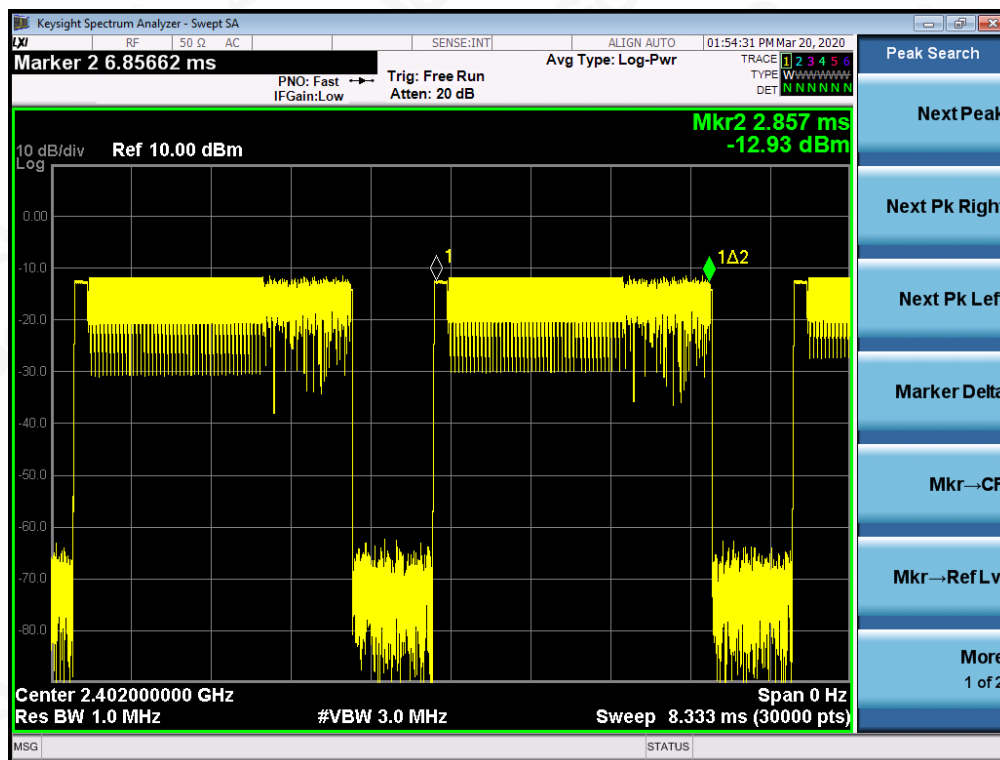 Keysight Spectrum Analyzer - Swept SA
LXI RF 50 Ω AC SENSE:INT ALIGN AUTO 01:54:31 PM Mar 20, 2020
Marker 2 6.85662 ms
PNO: Fast
IFGain:Low
Trig: Free Run
Atten: 20 dB
Avg Type: Log-Pwr
TRACE 1 2 3 4 5 6
TYPE W W W W W W
DET N N N N N N
Peak Search
Mkr2 2.857 ms
-12.93 dBm
10 dB/div Ref 10.00 dBm
Log
0.00
-10.0
-20.0
-30.0
-40.0
-50.0
-60.0
-70.0
-80.0
1
1Δ2
Center 2.402000000 GHz Span 0 Hz
Res BW 1.0 MHz #VBW 3.0 MHz Sweep 8.333 ms (30000 pts)
MSG STATUS
Next Peak
Next Pk Right
Next Pk Left
Marker Delta
Mkr→CF
Mkr→Ref Lv
More
1 of 2